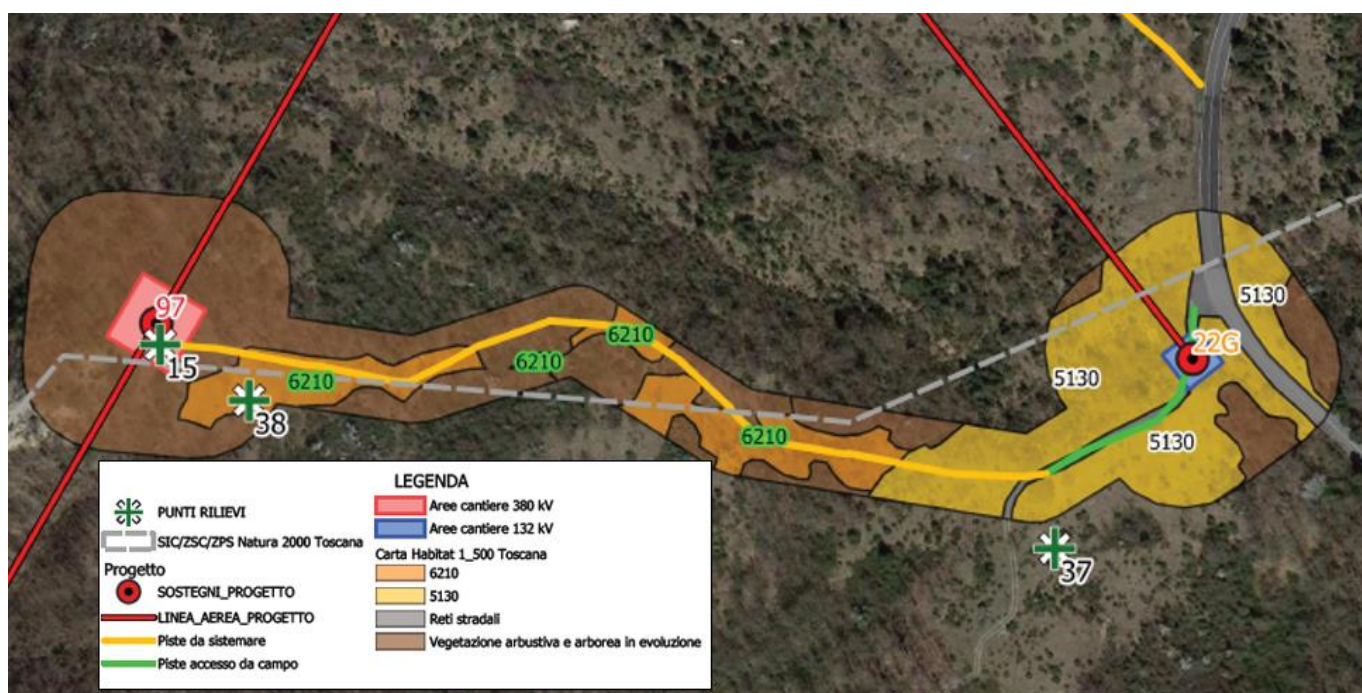 97
15
38
6210
6210
6210
6210
5130
5130
5130
22G
37
LEGENDA
PUNTI RILIEVI
SIC/ZSC/ZPS Natura 2000 Toscana
Progetto
SOSTEGNI_PROGETTO
LINEA_AEREA_PROGETTO
Piste da sistemare
Piste accesso da campo
Aree cantiere 380 kV
Aree cantiere 132 kV
Carta Habitat 1_500 Toscana
6210
5130
Reti stradali
Vegetazione arbustiva e arborea in evoluzione